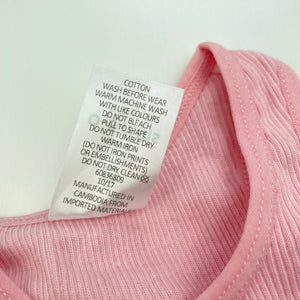 COTTON
WASH BEFORE WEAR
WARM MACHINE WASH
WITH LIKE COLOURS
DO NOT BLEACH
PULL TO SHAPE
DO NOT TUMBLE DRY
WARM IRON
(DO NOT IRON PRINTS
OR EMBELLISHMENTS)
DO NOT DRY CLEAN
60836809
10/17
MANUFACTURED IN
CAMBODIA FROM
IMPORTED MATERIALS